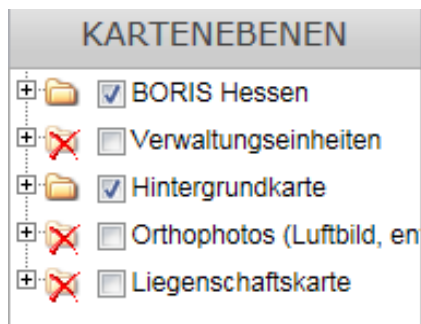 KARTENEBENEN
BORIS Hessen
Verwaltungseinheiten
Hintergrundkarte
Orthophotos (Luftbild, en
Liegenschaftskarte